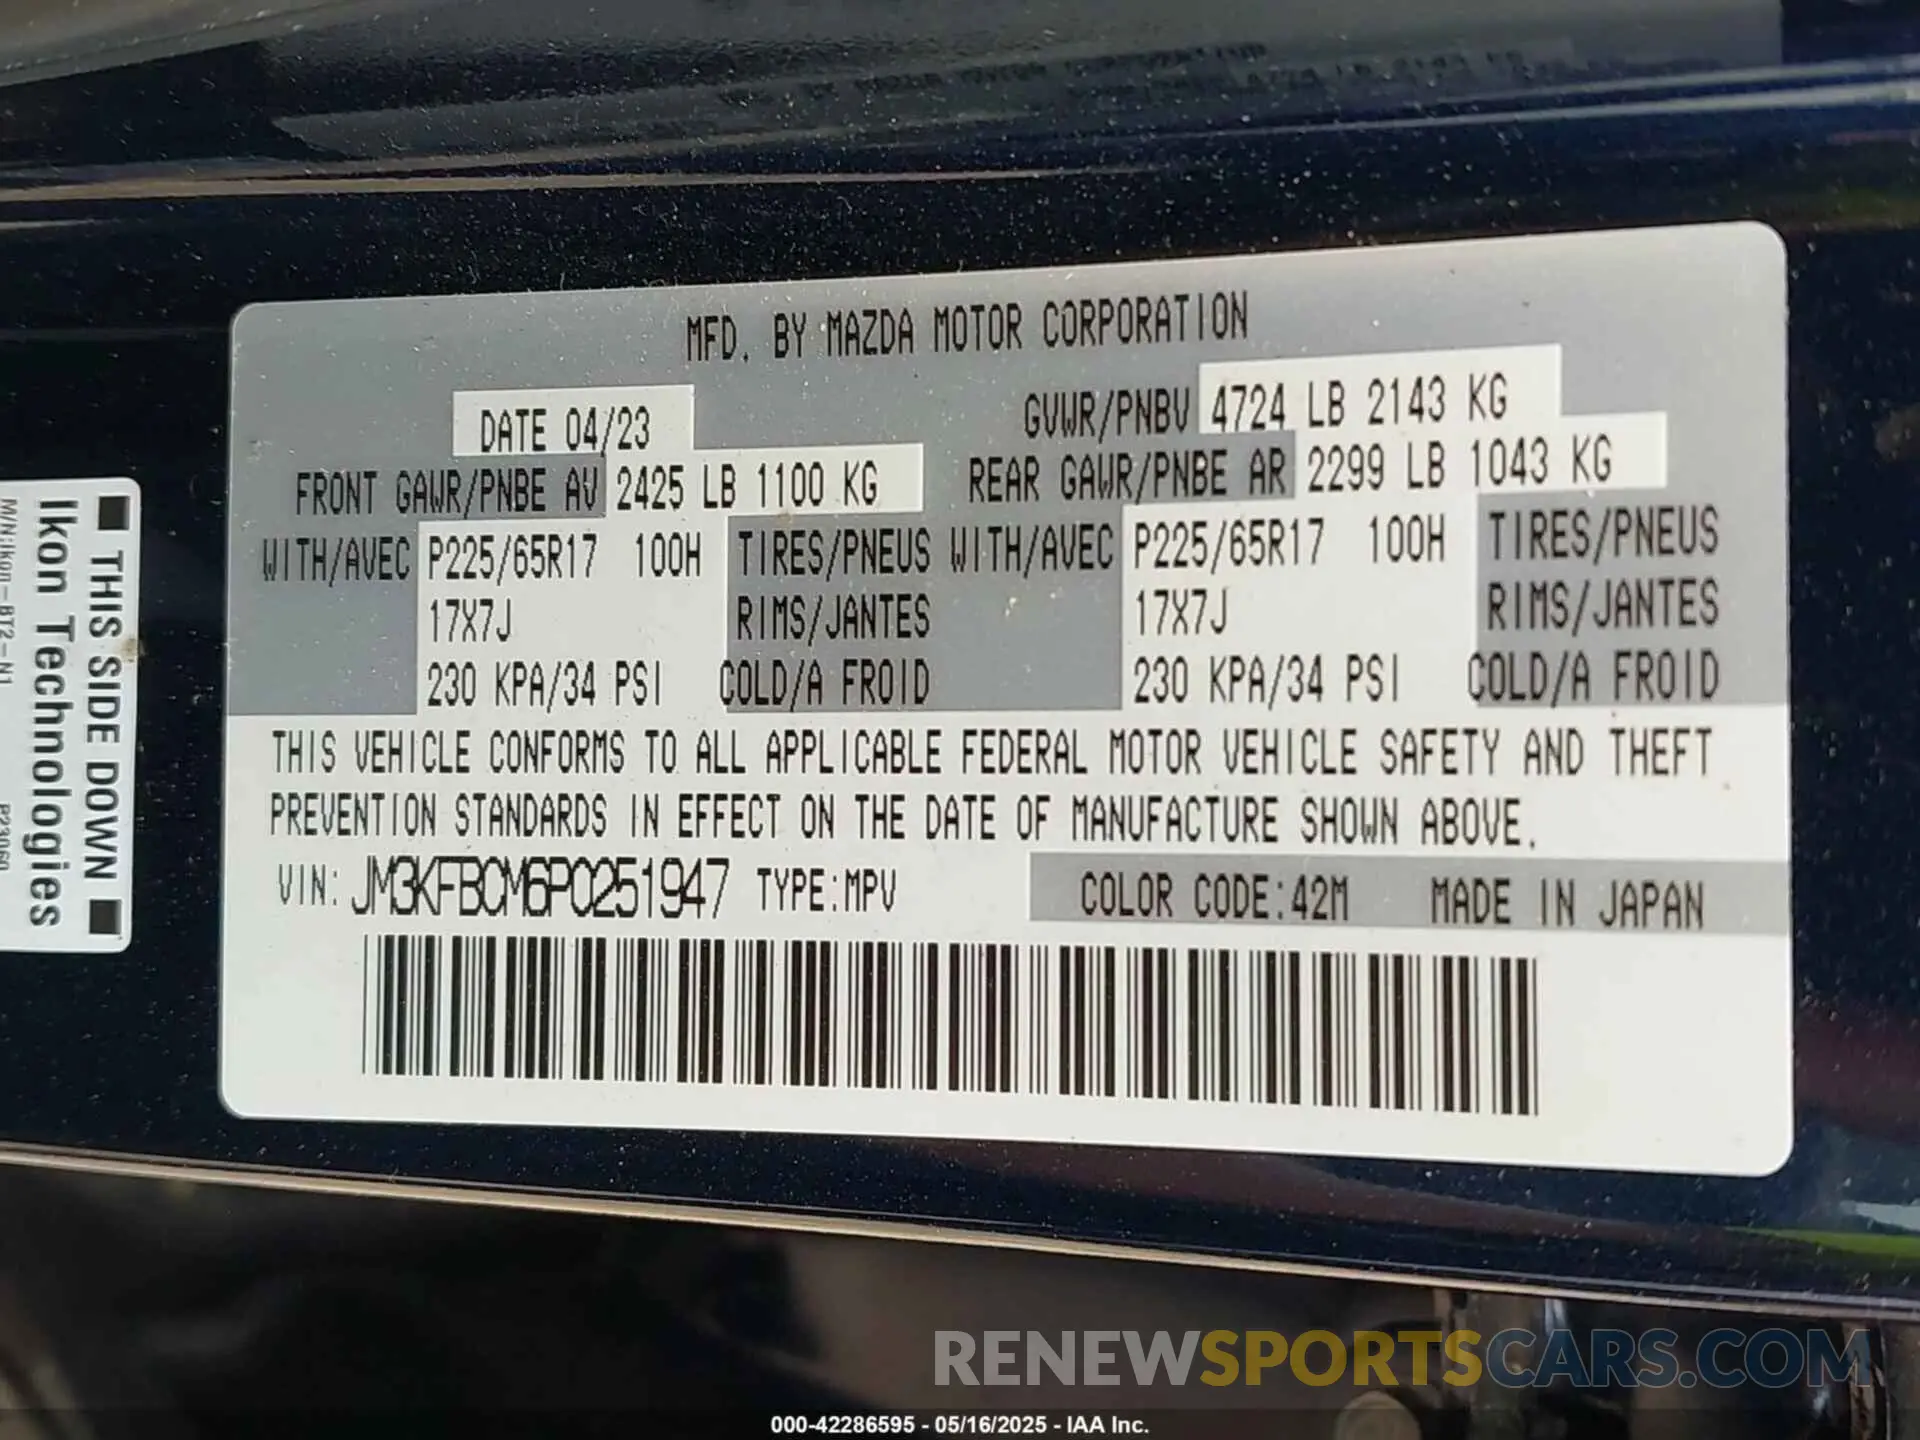 MFD. BY MAZDA MOTOR CORPORATION
DATE 04/23
GVWR/PNBV 4724 LB 2143 KG
FRONT GAWR/PNBE AV 2425 LB 1100 KG
REAR GAWR/PNBE AR 2299 LB 1043 KG
WITH/AVEC P225/65R17 100H TIRES/PNEUS WITH/AVEC P225/65R17 100H TIRES/PNEUS
17X7J RIMS/JANTES 17X7J RIMS/JANTES
230 KPA/34 PSI COLD/A FROID 230 KPA/34 PSI COLD/A FROID
THIS VEHICLE CONFORMS TO ALL APPLICABLE FEDERAL MOTOR VEHICLE SAFETY AND THEFT
PREVENTION STANDARDS IN EFFECT ON THE DATE OF MANUFACTURE SHOWN ABOVE.
VIN: JM3KFBCM6P0251947 TYPE:MPV COLOR CODE:42M MADE IN JAPAN
■ THIS SIDE DOWN ■
Ikon Technologies
M/N:Ikon-BT2-N1
RENEWSPORTSCARS.COM
000-42286595 - 05/16/2025 - IAA Inc.